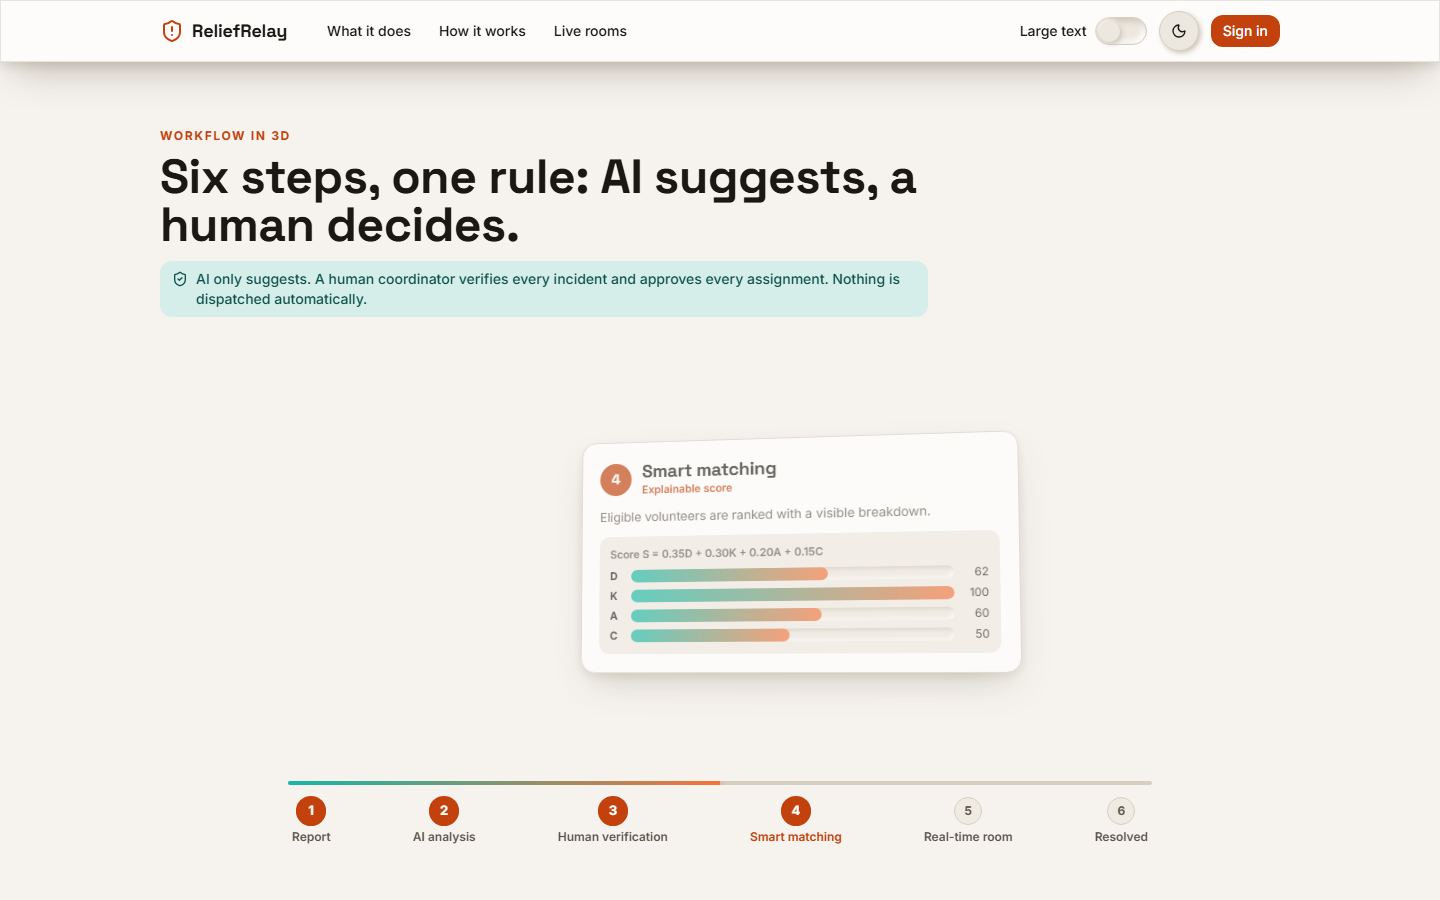 ReliefRelay
What it does
How it works
Live rooms
Large text
Sign in
WORKFLOW IN 3D
Six steps, one rule: AI suggests, a
human decides.
AI only suggests. A human coordinator verifies every incident and approves every assignment. Nothing is
dispatched automatically.
4
Smart matching
Explainable score
Eligible volunteers are ranked with a visible breakdown.
Score S = 0.35D + 0.30K + 0.20A + 0.15C
D 62
K 100
A 60
C 50
1 2 3 4 5 6
Report AI analysis Human verification Smart matching Real-time room Resolved